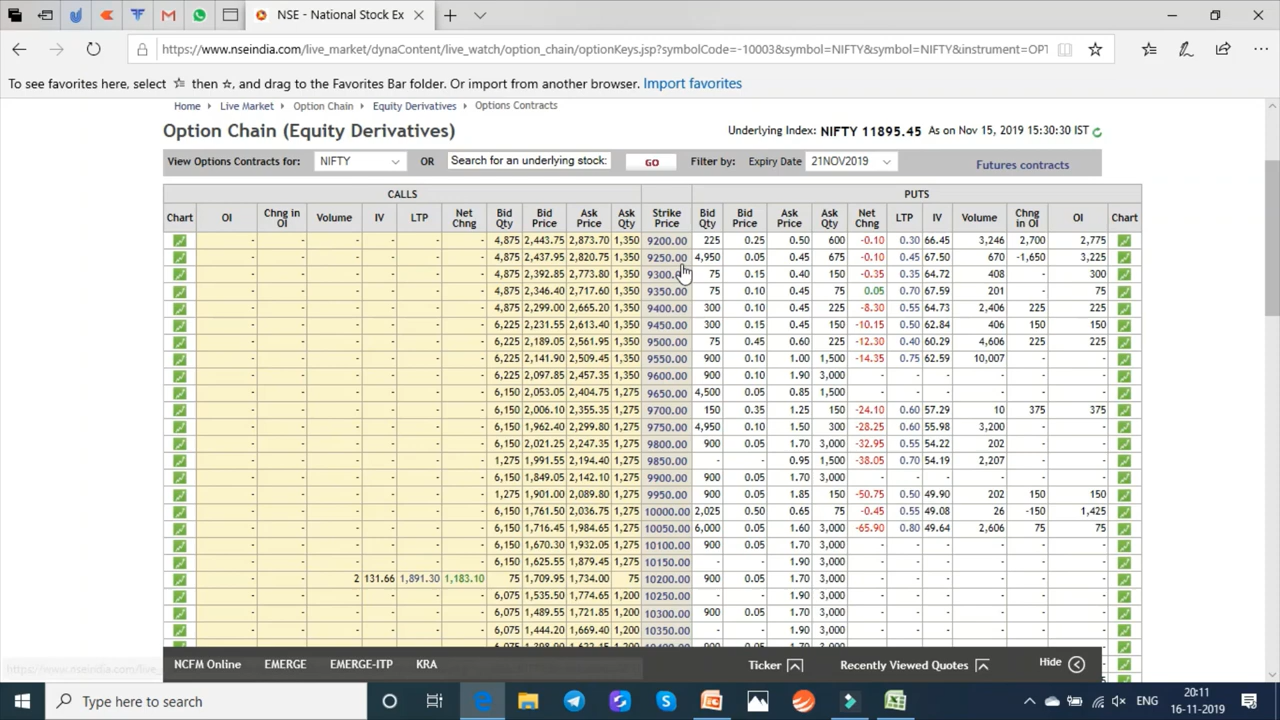 NSE - National Stock Ex
https://www.nseindia.com/live_market/dynaContent/live_watch/option_chain/optionKeys.jsp?symbolCode=-10003&symbol=NIFTY&symbol=NIFTY&instrument=OPT
To see favorites here, select then ☆, and drag to the Favorites Bar folder. Or import from another browser. Import favorites
Home Live Market Option Chain Equity Derivatives Options Contracts
Option Chain (Equity Derivatives)
Underlying Index: NIFTY 11895.45 As on Nov 15, 2019 15:30:30 IST
View Options Contracts for: NIFTY OR Search for an underlying stock: GO Filter by: Expiry Date 21NOV2019 Futures contracts
CALLS PUTS
Chart OI Chng in OI Volume IV LTP Net Chng Bid Qty Bid Price Ask Price Ask Qty Strike Price Bid Qty Bid Price Ask Price Ask Qty Net Chng LTP IV Volume Chng in OI OI Chart
- - - - - - 4,875 2,443.75 2,873.70 1,350 9200.00 225 0.25 0.50 600 -0.10 0.30 66.45 3,246 2,700 2,775
- - - - - - 4,875 2,437.95 2,820.75 1,350 9250.00 4,950 0.05 0.45 675 -0.10 0.45 67.50 670 -1,650 3,225
- - - - - - 4,875 2,392.85 2,773.80 1,350 75 0.15 0.40 150 -0.35 0.35 64.72 408 - 300
- - - - - - 4,875 2,346.40 2,717.60 1,350 9350.00 75 0.10 0.45 75 0.05 0.70 67.59 201 - 75
- - - - - - 4,875 2,299.00 2,665.20 1,350 9400.00 300 0.10 0.45 225 -8.30 0.55 64.73 2,406 225 225
- - - - - - 6,225 2,231.55 2,613.40 1,350 9450.00 300 0.15 0.45 150 -10.15 0.50 62.84 406 150 150
- - - - - - 6,225 2,189.05 2,561.95 1,350 9500.00 75 0.45 0.60 225 -12.30 0.40 60.29 4,606 225 225
- - - - - - 6,225 2,141.90 2,509.45 1,350 9550.00 900 0.10 1.00 1,500 -14.35 0.75 62.59 10,007 - -
- - - - - - 6,225 2,097.85 2,457.35 1,350 9600.00 900 0.10 1.90 3,000 - - - - - -
- - - - - - 6,150 2,053.05 2,404.75 1,275 9650.00 4,500 0.05 0.85 1,500 - - - - - -
- - - - - - 6,150 2,006.10 2,355.35 1,275 9700.00 150 0.35 1.25 150 -24.10 0.60 57.29 10 375 375
- - - - - - 6,150 1,962.40 2,299.80 1,275 9750.00 4,950 0.10 1.50 300 -28.25 0.60 55.98 3,200 - -
- - - - - - 6,150 2,021.25 2,247.35 1,275 9800.00 900 0.05 1.70 3,000 -32.95 0.55 54.22 202 - -
- - - - - - 1,275 1,991.55 2,194.40 1,275 9850.00 - - 0.95 1,500 -38.05 0.70 54.19 2,207 - -
- - - - - - 6,150 1,849.05 2,142.10 1,275 9900.00 900 0.05 1.70 3,000 - - - - - -
- - - - - - 1,275 1,901.00 2,089.80 1,275 9950.00 900 0.05 1.85 150 -50.75 0.50 49.90 202 150 150
- - - - - - 6,150 1,761.50 2,036.75 1,275 10000.00 2,025 0.50 0.65 75 -0.45 0.55 49.08 26 -150 1,425
- - - - - - 6,150 1,716.45 1,984.65 1,275 10050.00 6,000 0.05 1.60 3,000 -65.90 0.80 49.64 2,606 75 75
- - - - - - 6,150 1,670.30 1,932.05 1,275 10100.00 900 0.05 1.70 3,000 - - - - - -
- - - - - - 6,150 1,625.55 1,879.45 1,275 10150.00 - - 1.70 3,000 - - - - - -
- - 2 131.66 1,891.30 1,183.10 75 1,709.95 1,734.00 75 10200.00 900 0.05 1.70 3,000 - - - - - -
- - - - - - 6,075 1,535.50 1,774.65 1,200 10250.00 - - 1.90 3,000 - - - - - -
- - - - - - 6,075 1,489.55 1,721.85 1,200 10300.00 900 0.05 1.70 3,000 - - - - - -
- - - - - - 6,075 1,444.20 1,669.40 1,200 10350.00 - - 1.90 3,000 - - - - - -
NCFM Online EMERGE EMERGE-ITP KRA Ticker Recently Viewed Quotes Hide
https://www.nseindia.com/live_
Type here to search
ENG
20:11
16-11-2019